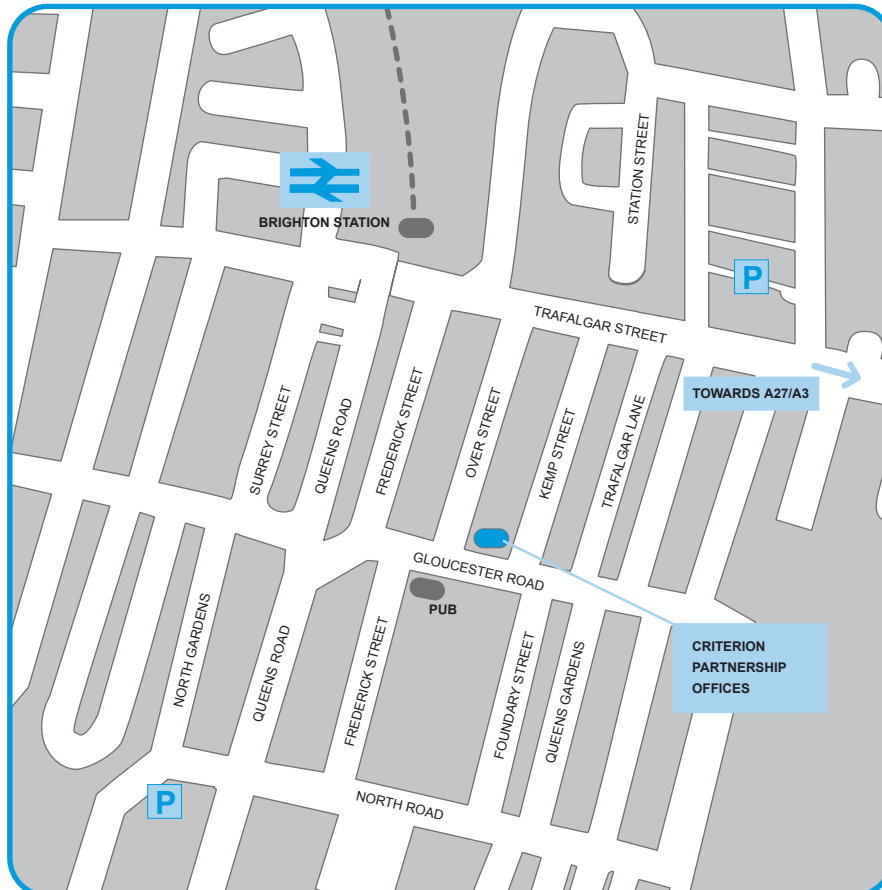 STATION STREET
BRIGHTON STATION
P
TRAFALGAR STREET
TOWARDS A27/A3
SURREY STREET
QUEENS ROAD
FREDERICK STREET
OVER STREET
KEMP STREET
TRAFALGAR LANE
GLOUCESTER ROAD
PUB
NORTH GARDENS
QUEENS ROAD
FREDERICK STREET
FOUNDARY STREET
QUEENS GARDENS
CRITERION
PARTNERSHIP
OFFICES
P
NORTH ROAD